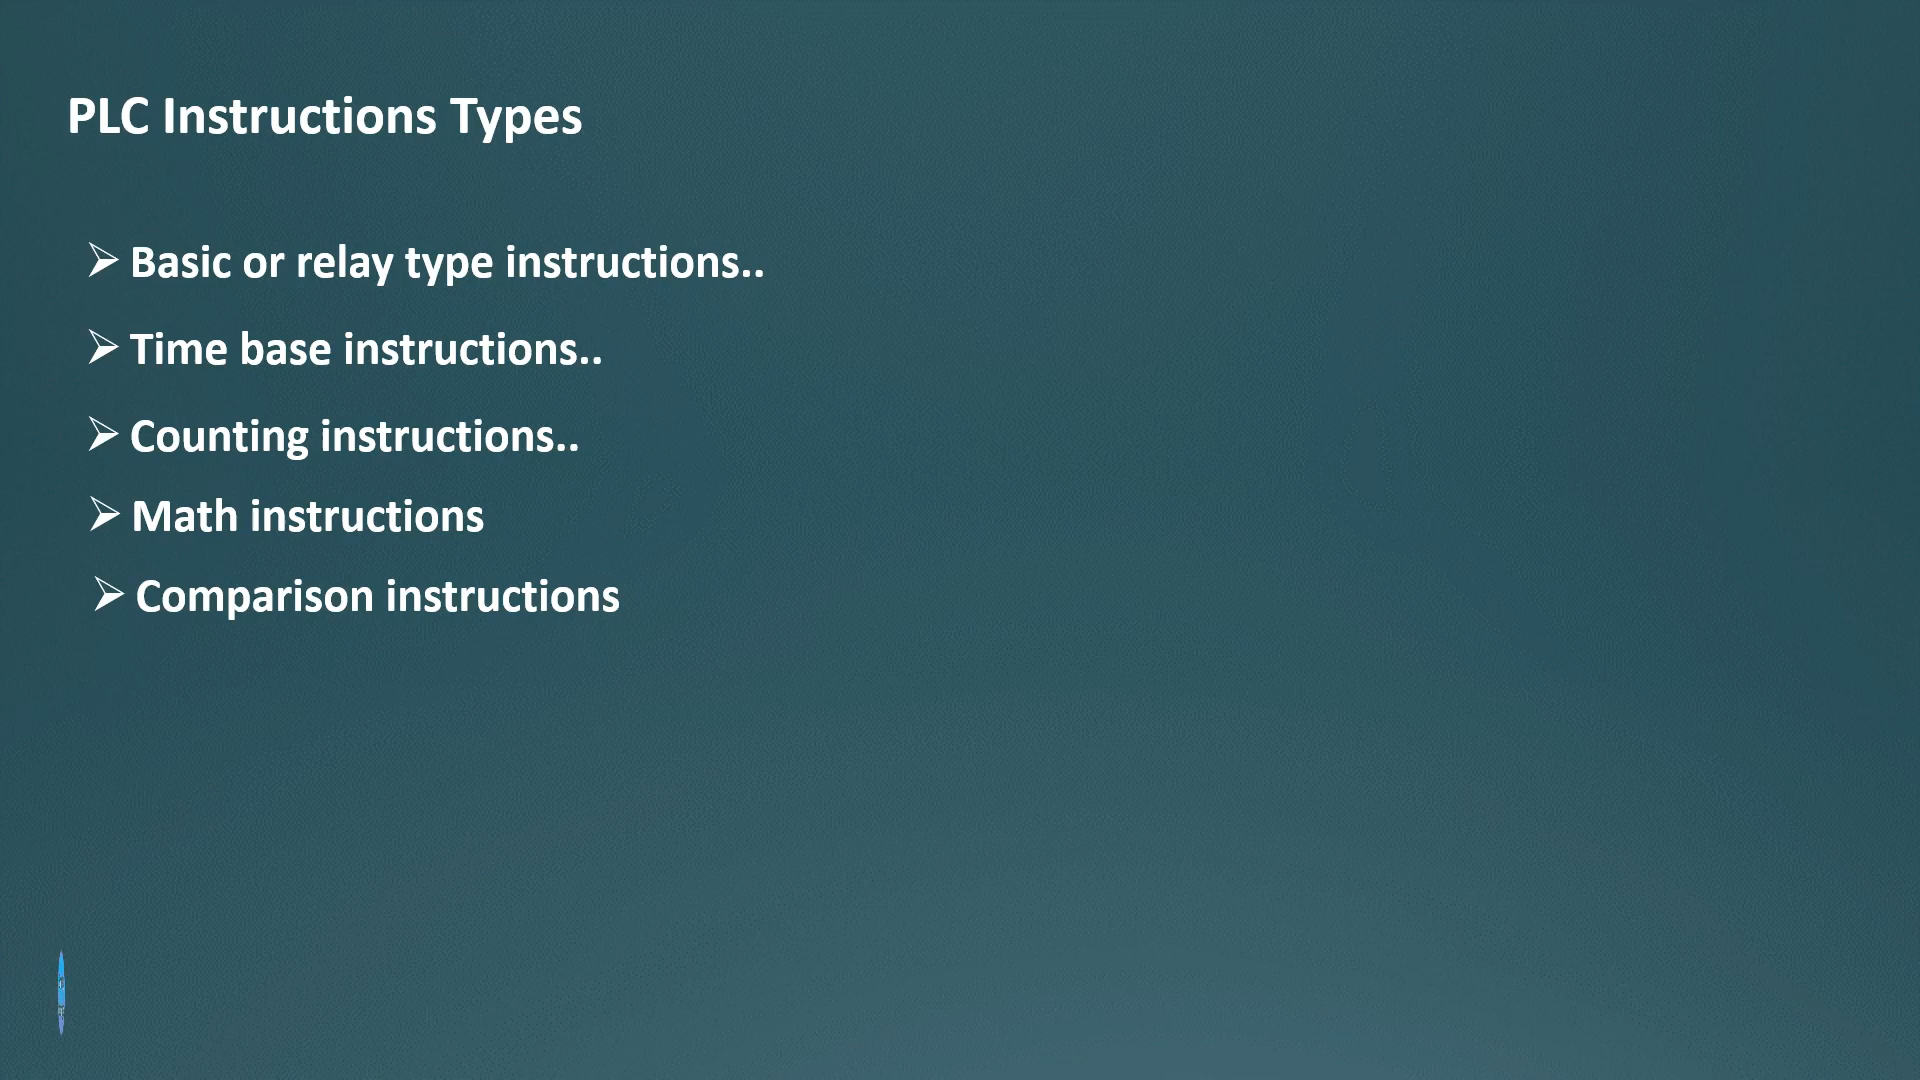 PLC Instructions Types
➢ Basic or relay type instructions..
➢ Time base instructions..
➢ Counting instructions..
➢ Math instructions
➢ Comparison instructions